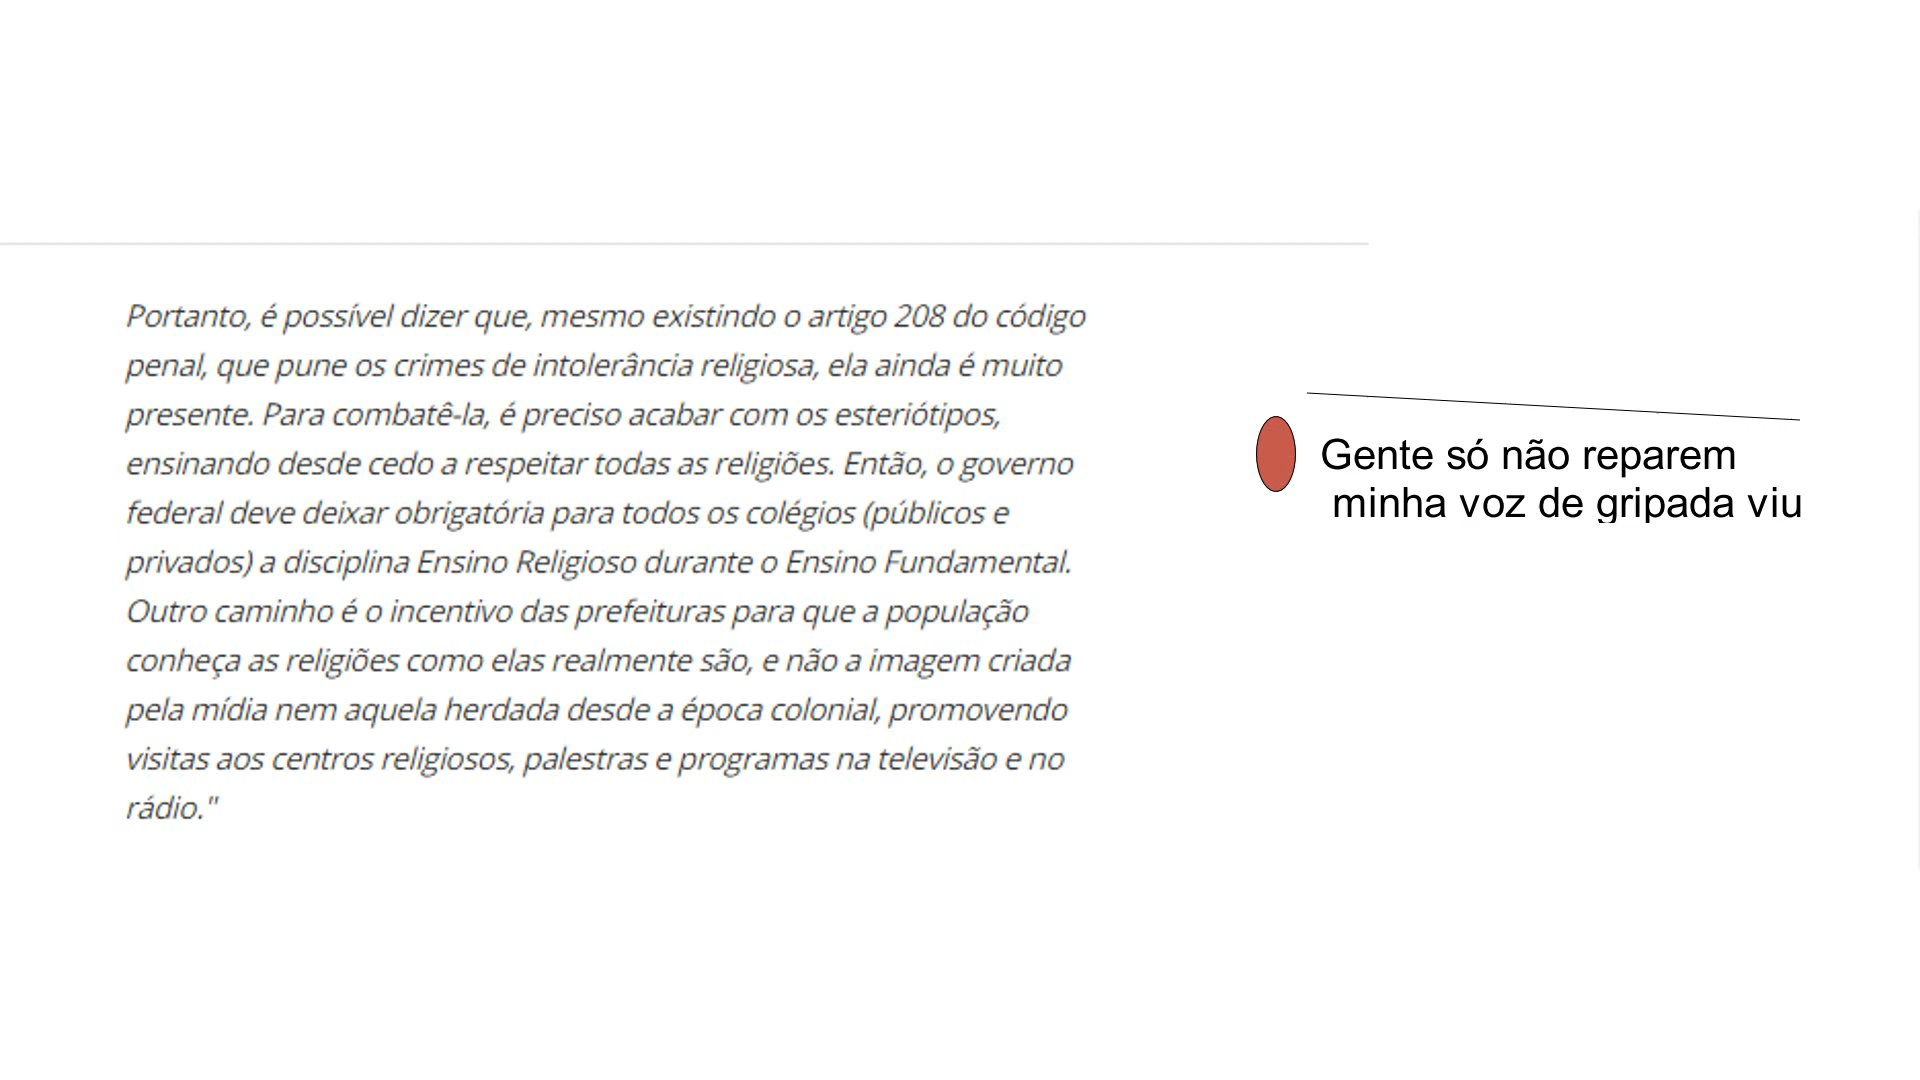 Portanto, é possível dizer que, mesmo existindo o artigo 208 do código
penal, que pune os crimes de intolerância religiosa, ela ainda é muito
presente. Para combatê-la, é preciso acabar com os esteriótipos,
ensinando desde cedo a respeitar todas as religiões. Então, o governo
federal deve deixar obrigatória para todos os colégios (públicos e
privados) a disciplina Ensino Religioso durante o Ensino Fundamental.
Outro caminho é o incentivo das prefeituras para que a população
conheça as religiões como elas realmente são, e não a imagem criada
pela mídia nem aquela herdada desde a época colonial, promovendo
visitas aos centros religiosos, palestras e programas na televisão e no
rádio."
Gente só não reparem
minha voz de gripada viu